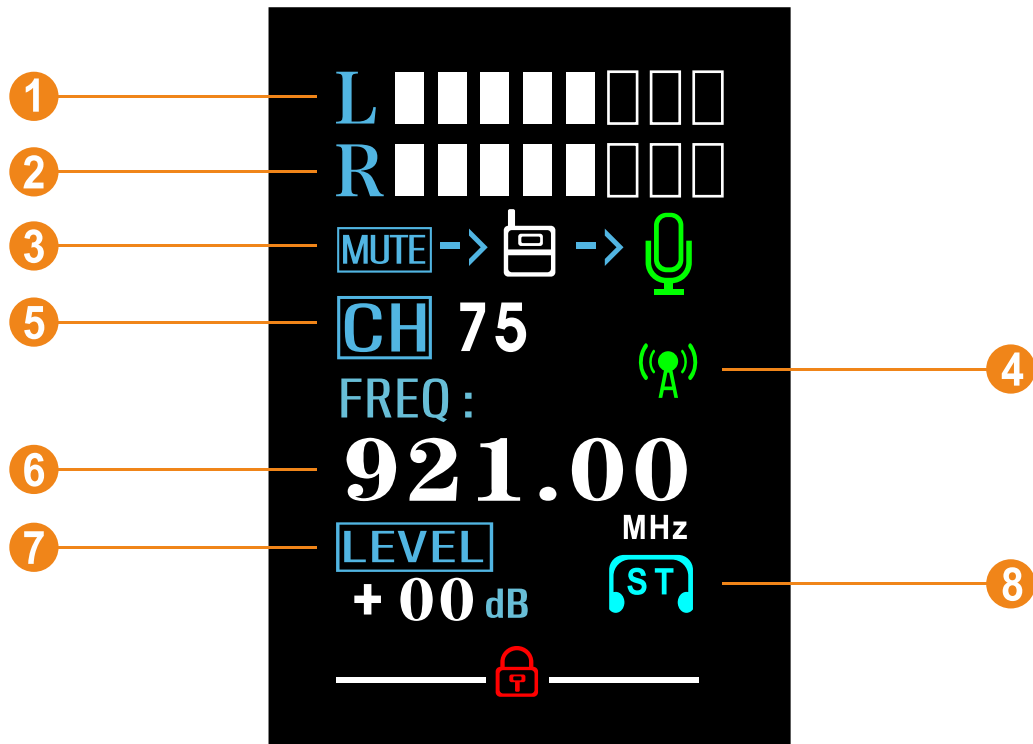 1 L
2 R
3 MUTE
5 CH 75
4
FREQ :
6 921.00
MHz
7 LEVEL
ST 8
+ 00 dB